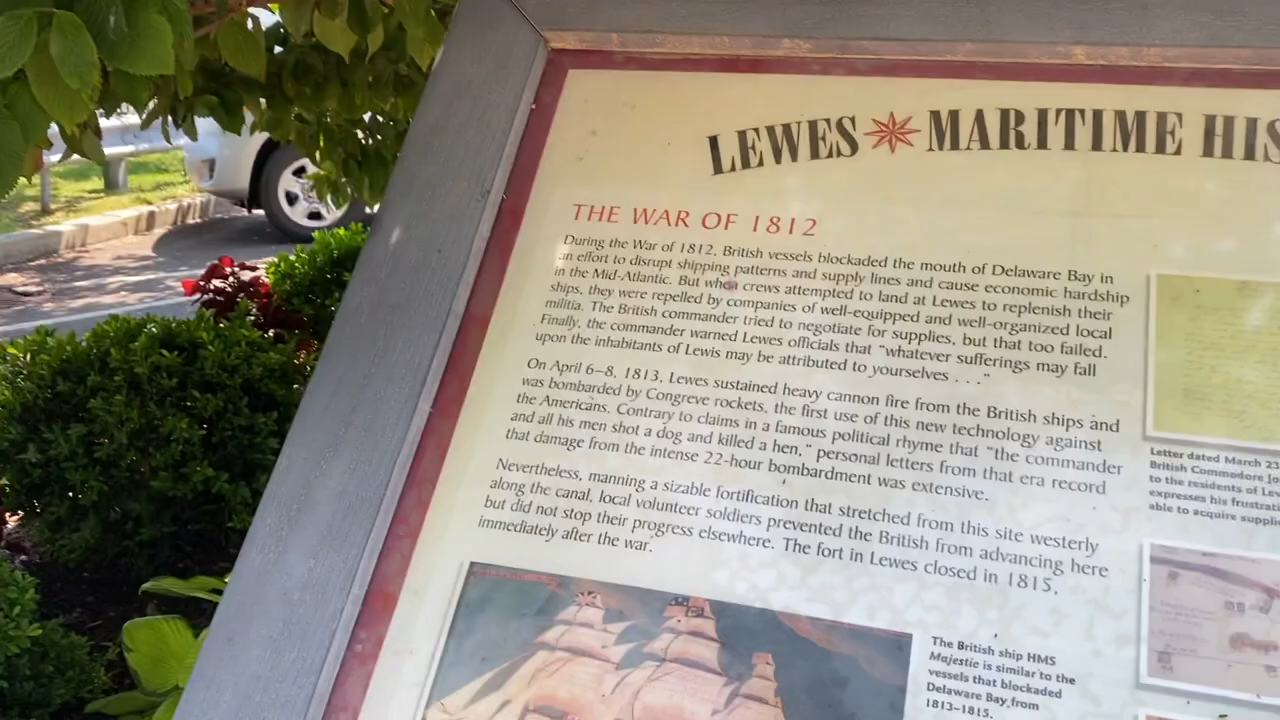 LEWES MARITIME HIS
THE WAR OF 1812
During the War of 1812, British vessels blockaded the mouth of Delaware Bay in
an effort to disrupt shipping patterns and supply lines and cause economic hardship
in the Mid-Atlantic. But when crews attempted to land at Lewes to replenish their
ships, they were repelled by companies of well-equipped and well-organized local
militia. The British commander tried to negotiate for supplies, but that too failed.
Finally, the commander warned Lewes officials that "whatever sufferings may fall
upon the inhabitants of Lewis may be attributed to yourselves . . ."
On April 6–8, 1813, Lewes sustained heavy cannon fire from the British ships and
was bombarded by Congreve rockets, the first use of this new technology against
the Americans. Contrary to claims in a famous political rhyme that "the commander
and all his men shot a dog and killed a hen," personal letters from that era record
that damage from the intense 22-hour bombardment was extensive.
Nevertheless, manning a sizable fortification that stretched from this site westerly
along the canal, local volunteer soldiers prevented the British from advancing here
but did not stop their progress elsewhere. The fort in Lewes closed in 1815,
immediately after the war.
Letter dated March 23
British Commodore Jo
to the residents of Lew
expresses his frustrati
able to acquire suppli
The British ship HMS
Majestic is similar to the
vessels that blockaded
Delaware Bay from
1813–1815.